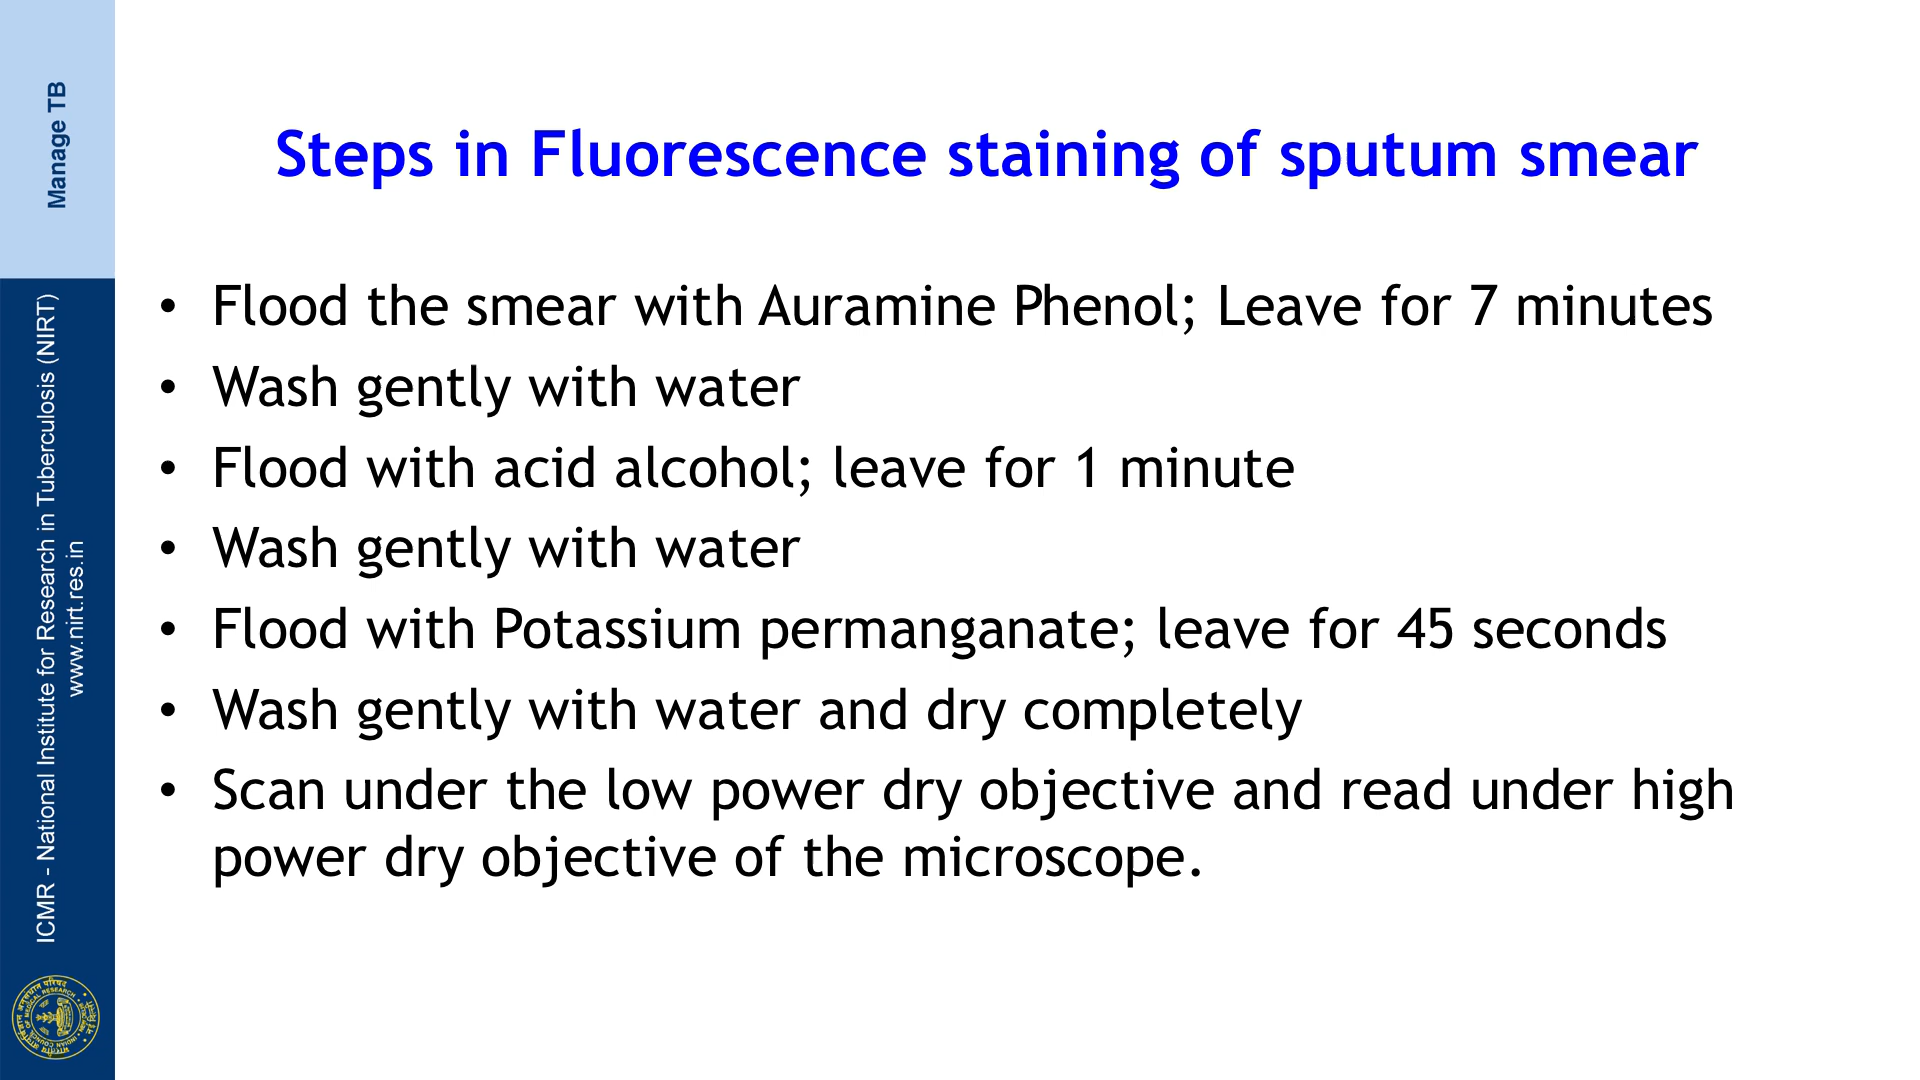 Manage TB
ICMR - National Institute for Research in Tuberculosis (NIRT)
www.nirt.res.in
Steps in Fluorescence staining of sputum smear
• Flood the smear with Auramine Phenol; Leave for 7 minutes
• Wash gently with water
• Flood with acid alcohol; leave for 1 minute
• Wash gently with water
• Flood with Potassium permanganate; leave for 45 seconds
• Wash gently with water and dry completely
• Scan under the low power dry objective and read under high
power dry objective of the microscope.